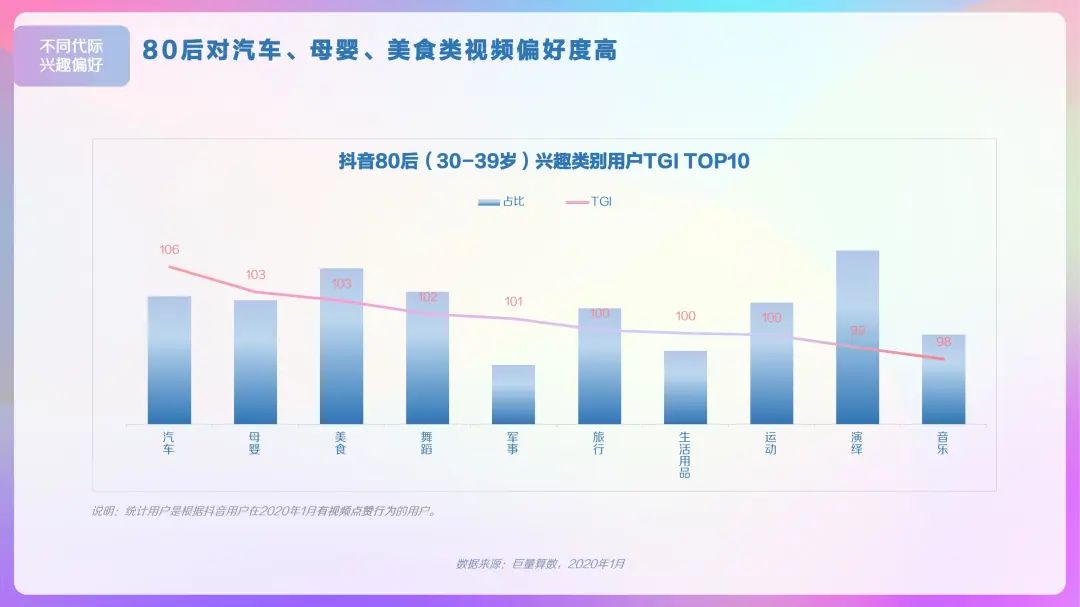 不同代际
兴趣偏好
80后对汽车、母婴、美食类视频偏好度高
抖音80后（30-39岁）兴趣类别用户TGI TOP10
占比 TGI
106
103
103
102
101
100
100
100
99
98
汽车
母婴
美食
舞蹈
军事
旅行
生活用品
运动
演绎
音乐
说明：统计用户是根据抖音用户在2020年1月有视频点赞行为的用户。
数据来源：巨量算数，2020年1月